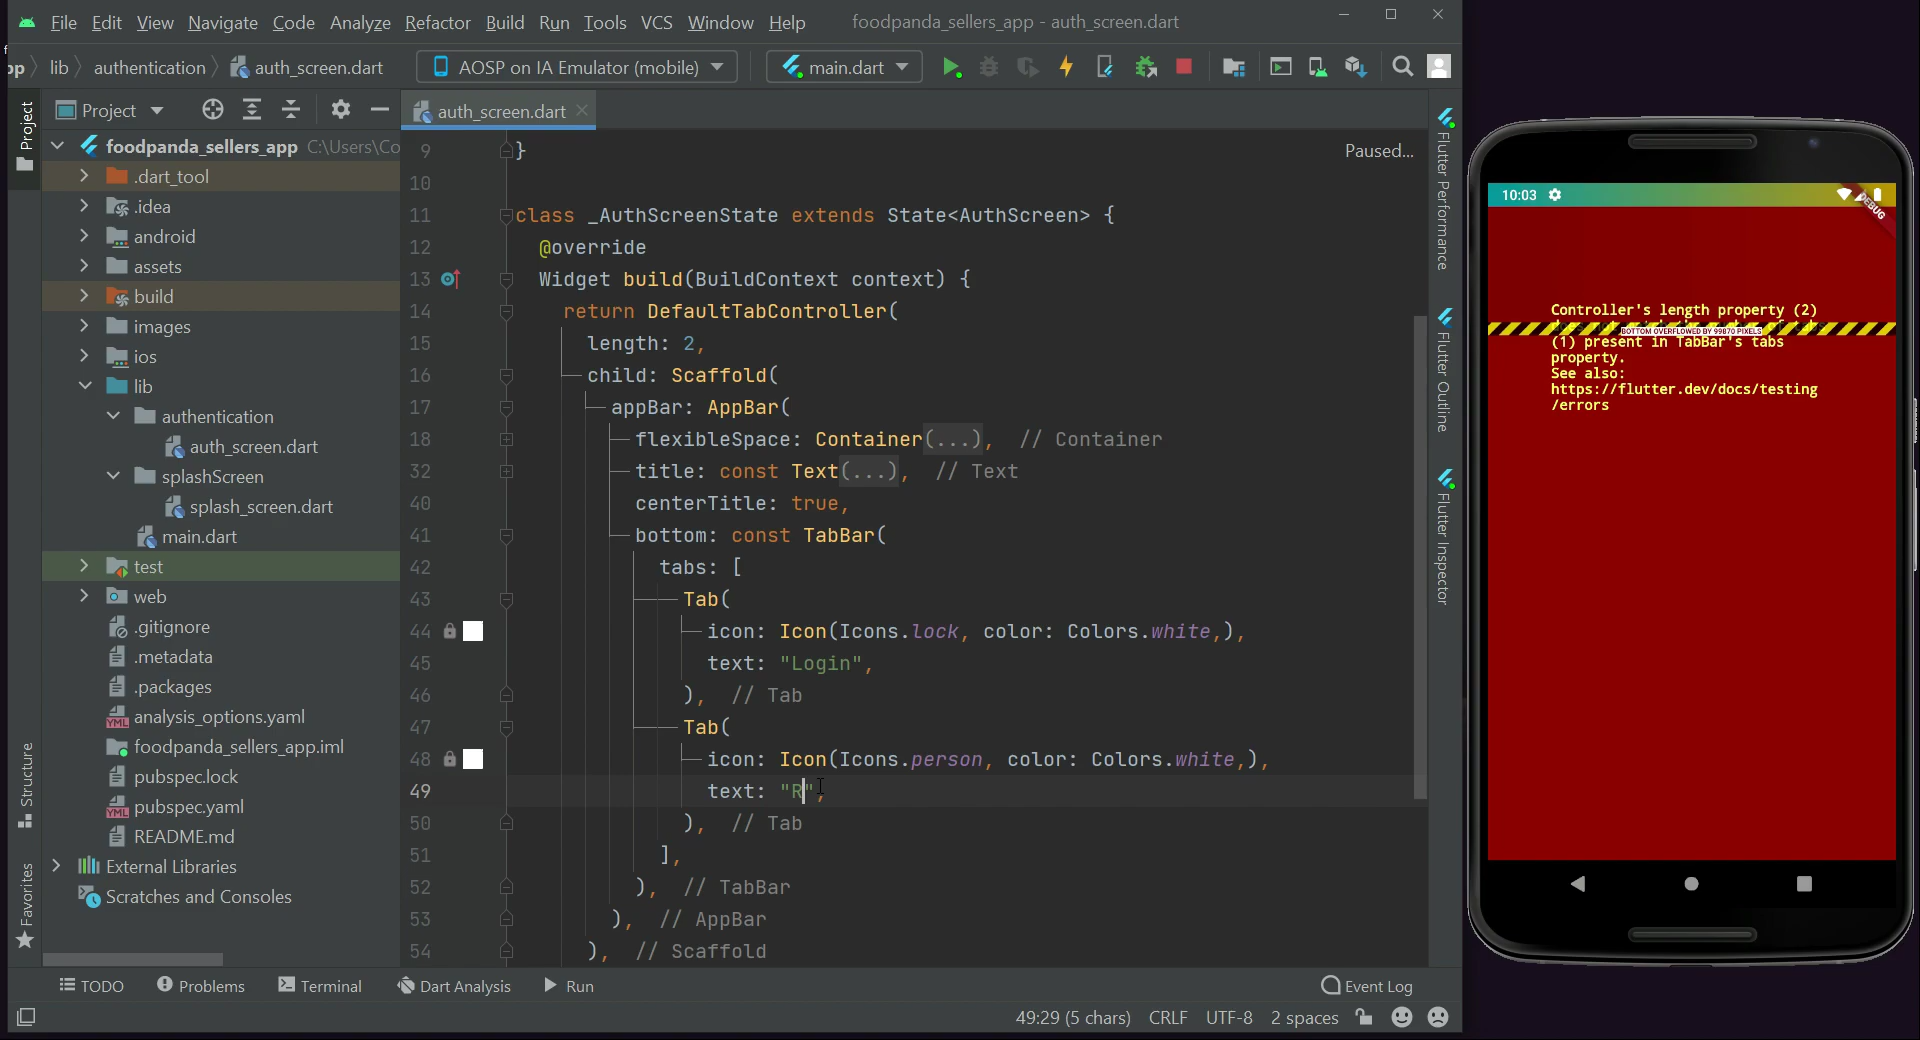 File Edit View Navigate Code Analyze Refactor Build Run Tools VCS Window Help foodpanda_sellers_app - auth_screen.dart
pp lib authentication auth_screen.dart AOSP on IA Emulator (mobile) main.dart
Project auth_screen.dart
foodpanda_sellers_app C:\Users\Co
.dart_tool
.idea
android
assets
build
images
ios
lib
authentication
auth_screen.dart
splashScreen
splash_screen.dart
main.dart
test
web
.gitignore
.metadata
.packages
analysis_options.yaml
foodpanda_sellers_app.iml
pubspec.lock
pubspec.yaml
README.md
External Libraries
Scratches and Consoles
Project
Structure
Favorites
Paused...
9 }
10
11 class _AuthScreenState extends State<AuthScreen> {
12 @override
13 Widget build(BuildContext context) {
14 return DefaultTabController(
15 length: 2,
16 child: Scaffold(
17 appBar: AppBar(
18 flexibleSpace: Container(...), // Container
32 title: const Text(...), // Text
40 centerTitle: true,
41 bottom: const TabBar(
42 tabs: [
43 Tab(
44 icon: Icon(Icons.lock, color: Colors.white,),
45 text: "Login",
46 ), // Tab
47 Tab(
48 icon: Icon(Icons.person, color: Colors.white,),
49 text: "R",
50 ), // Tab
51 ],
52 ), // TabBar
53 ), // AppBar
54 ), // Scaffold
Flutter Performance
Flutter Outline
Flutter Inspector
TODO Problems Terminal Dart Analysis Run Event Log
49:29 (5 chars) CRLF UTF-8 2 spaces
10:03
DEBUG
Controller's length property (2)
BOTTOM OVERFLOWED BY 99870 PIXELS
(1) present in TabBar's tabs
property.
See also:
https://flutter.dev/docs/testing
/errors